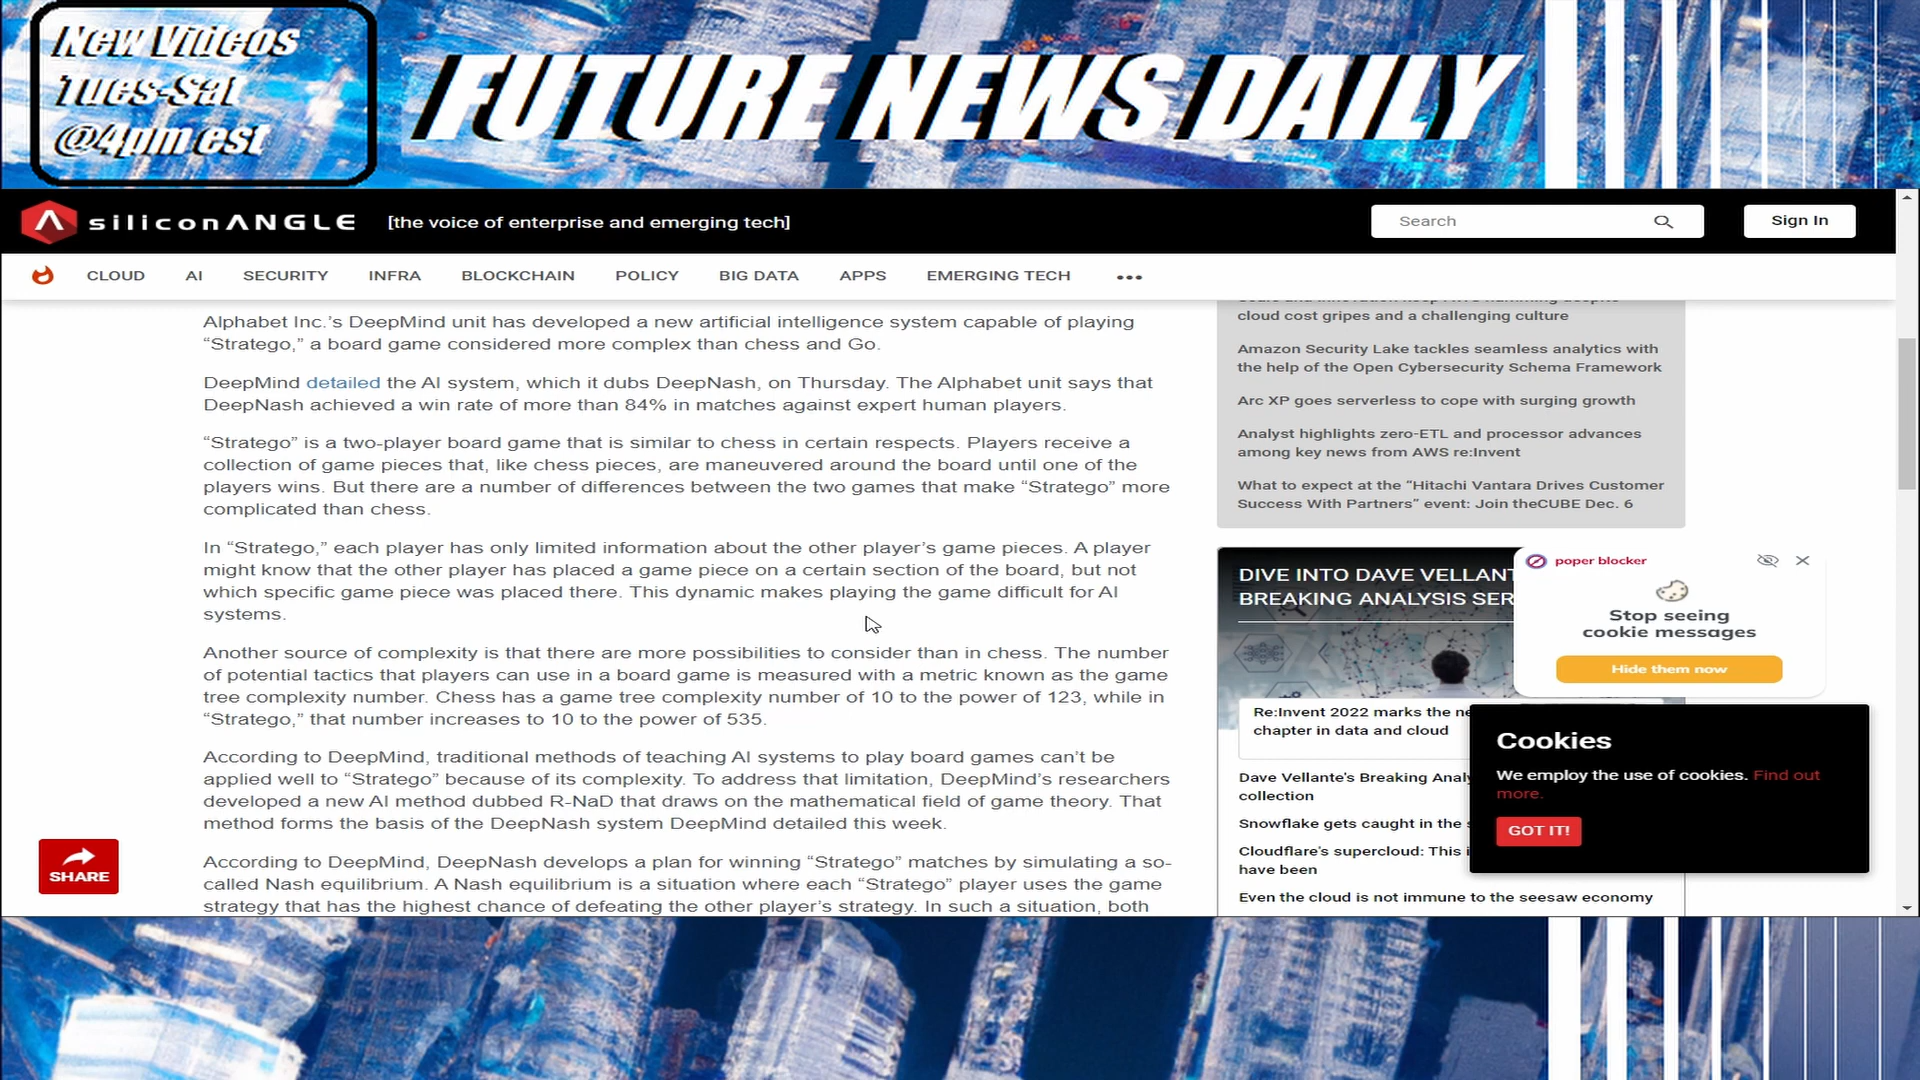 New Videos
Tues-Sat
@4pm est
FUTURE NEWS DAILY
siliconANGLE
[the voice of enterprise and emerging tech]
Search
Sign In
CLOUD
AI
SECURITY
INFRA
BLOCKCHAIN
POLICY
BIG DATA
APPS
EMERGING TECH
Alphabet Inc.’s DeepMind unit has developed a new artificial intelligence system capable of playing
“Stratego,” a board game considered more complex than chess and Go.
DeepMind detailed the AI system, which it dubs DeepNash, on Thursday. The Alphabet unit says that
DeepNash achieved a win rate of more than 84% in matches against expert human players.
“Stratego” is a two-player board game that is similar to chess in certain respects. Players receive a
collection of game pieces that, like chess pieces, are maneuvered around the board until one of the
players wins. But there are a number of differences between the two games that make “Stratego” more
complicated than chess.
In “Stratego,” each player has only limited information about the other player’s game pieces. A player
might know that the other player has placed a game piece on a certain section of the board, but not
which specific game piece was placed there. This dynamic makes playing the game difficult for AI
systems.
Another source of complexity is that there are more possibilities to consider than in chess. The number
of potential tactics that players can use in a board game is measured with a metric known as the game
tree complexity number. Chess has a game tree complexity number of 10 to the power of 123, while in
“Stratego,” that number increases to 10 to the power of 535.
According to DeepMind, traditional methods of teaching AI systems to play board games can’t be
applied well to “Stratego” because of its complexity. To address that limitation, DeepMind’s researchers
developed a new AI method dubbed R-NaD that draws on the mathematical field of game theory. That
method forms the basis of the DeepNash system DeepMind detailed this week.
According to DeepMind, DeepNash develops a plan for winning “Stratego” matches by simulating a so-
called Nash equilibrium. A Nash equilibrium is a situation where each “Stratego” player uses the game
strategy that has the highest chance of defeating the other player’s strategy. In such a situation, both
SHARE
cloud cost gripes and a challenging culture
Amazon Security Lake tackles seamless analytics with
the help of the Open Cybersecurity Schema Framework
Arc XP goes serverless to cope with surging growth
Analyst highlights zero-ETL and processor advances
among key news from AWS re:Invent
What to expect at the “Hitachi Vantara Drives Customer
Success With Partners” event: Join theCUBE Dec. 6
DIVE INTO DAVE VELLANT
BREAKING ANALYSIS SER
poper blocker
Stop seeing
cookie messages
Hide them now
Re:Invent 2022 marks the ne
chapter in data and cloud
Dave Vellante's Breaking Analy
collection
Snowflake gets caught in the s
Cloudflare's supercloud: This i
have been
Even the cloud is not immune to the seesaw economy
Cookies
We employ the use of cookies. Find out
more.
GOT IT!